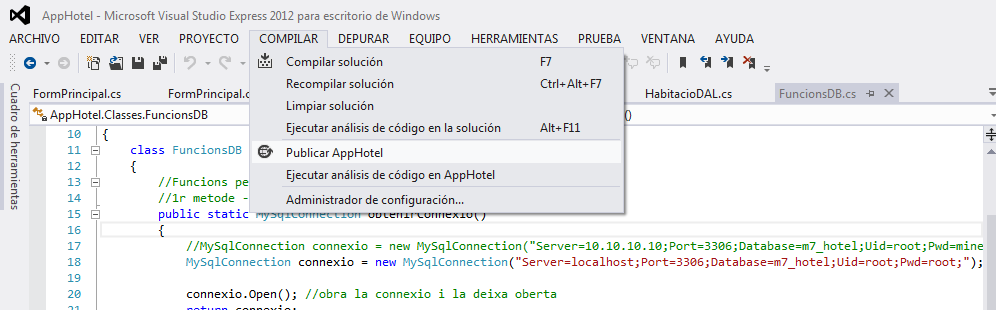 AppHotel - Microsoft Visual Studio Express 2012 para escritorio de Windows
ARCHIVO EDITAR VER PROYECTO COMPILAR DEPURAR EQUIPO HERRAMIENTAS PRUEBA VENTANA AYUDA
Compilar solución F7
Recompilar solución Ctrl+Alt+F7
Limpiar solución
Ejecutar análisis de código en la solución Alt+F11
Publicar AppHotel
Ejecutar análisis de código en AppHotel
Administrador de configuración...
Cuadro de herramientas
FormPrincipal.cs FormPrincipal.c HabitacioDAL.cs FuncionsDB.cs
AppHotel.Classes.FuncionsDB ()
10 {
11 class FuncionsDB
12 {
13 //Funcions pe
14 //1r metode -
15 public static MySqlConnection obtenirConnexio()
16 {
17 //MySqlConnection connexio = new MySqlConnection("Server=10.10.10.10;Port=3306;Database=m7_hotel;Uid=root;Pwd=mine
18 MySqlConnection connexio = new MySqlConnection("Server=localhost;Port=3306;Database=m7_hotel;Uid=root;Pwd=root;");
19
20 connexio.Open(); //obra la connexio i la deixa oberta
21 return connexio;